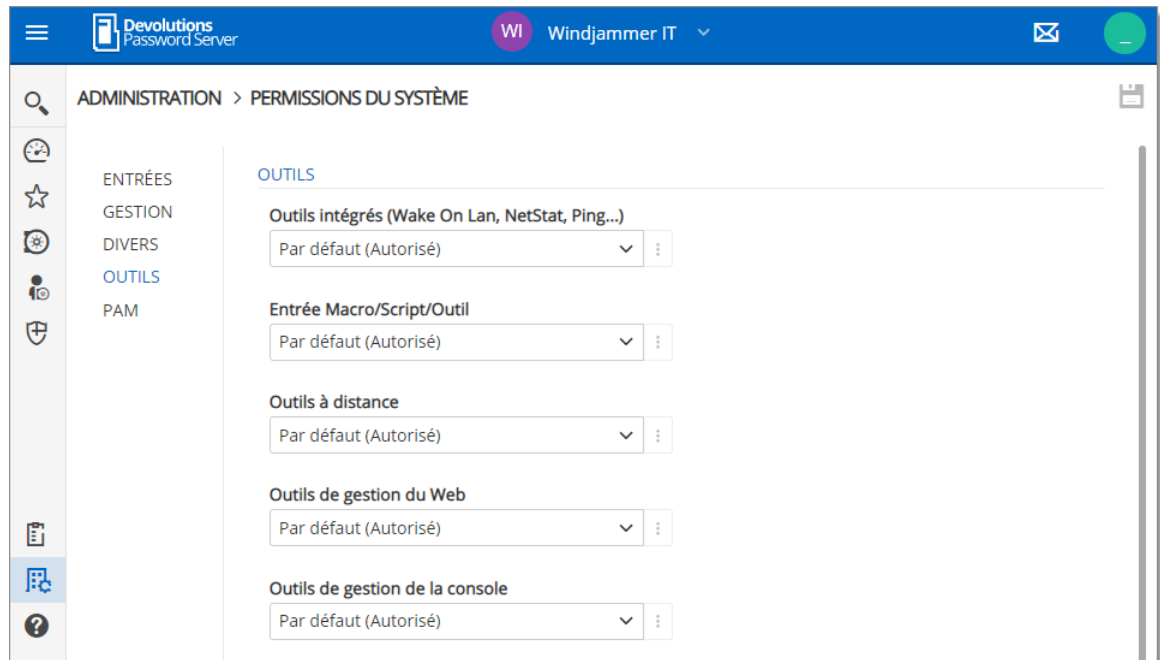 Devolutions
Password Server
WI
Windjammer IT
ADMINISTRATION > PERMISSIONS DU SYSTÈME
ENTRÉES
GESTION
DIVERS
OUTILS
PAM
OUTILS
Outils intégrés (Wake On Lan, NetStat, Ping...)
Par défaut (Autorisé)
Entrée Macro/Script/Outil
Par défaut (Autorisé)
Outils à distance
Par défaut (Autorisé)
Outils de gestion du Web
Par défaut (Autorisé)
Outils de gestion de la console
Par défaut (Autorisé)